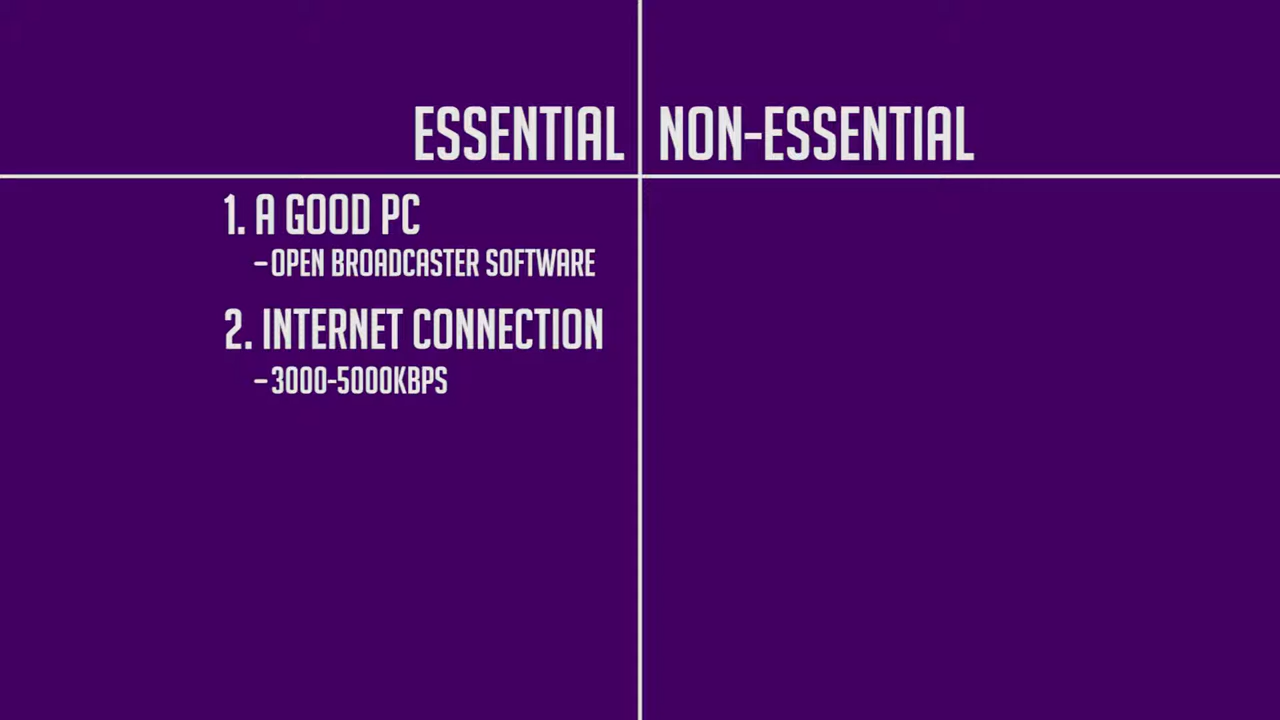 ESSENTIAL
NON-ESSENTIAL
1. A GOOD PC
-OPEN BROADCASTER SOFTWARE
2. INTERNET CONNECTION
-3000-5000KBPS